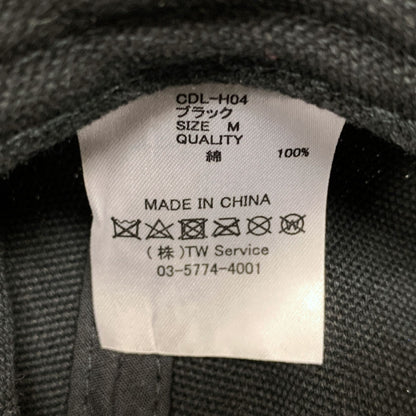 CDL-H04
ブラック
SIZE M
QUALITY
綿 100%
MADE IN CHINA
(株)TW Service
03-5774-4001